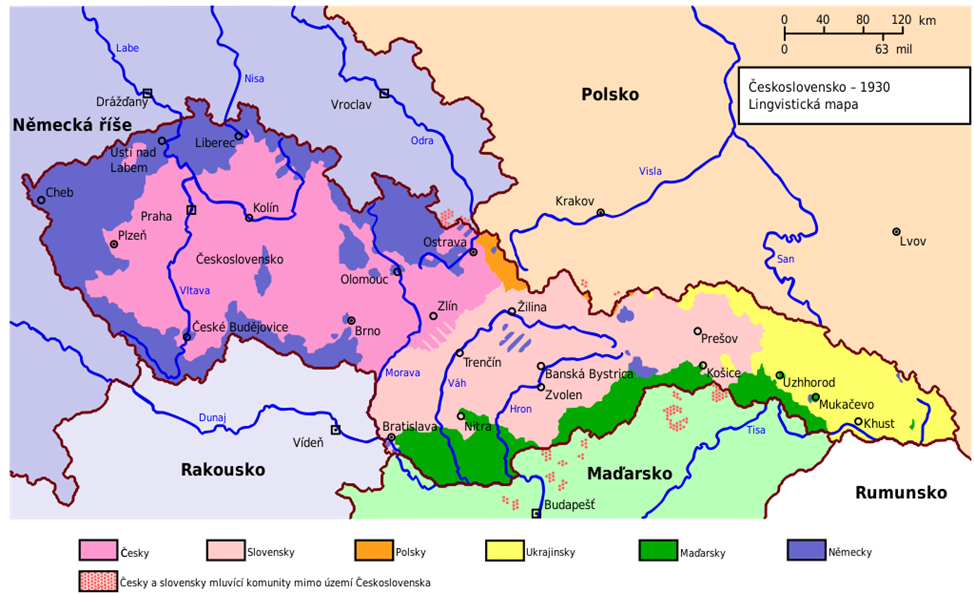 0 40 80 120 km
0 63 mil
Československo – 1930
Lingvistická mapa
Labe
Nisa
Drážďany
Vroclav
Polsko
Německá říše
Odra
Ústí nad
Labem
Liberec
Visla
Cheb
Krakov
Praha
Kolín
Plzeň
Ostrava
Lvov
Československo
San
Olomouc
Vltava
Zlín
Žilina
České Budějovice
Brno
Prešov
Trenčín
Morava
Banská Bystrica
Košice
Váh
Uzhhorod
Zvolen
Hron
Mukačevo
Dunaj
Nitra
Khust
Bratislava
Tisa
Vídeň
Rakousko
Maďarsko
Rumunsko
Budapešť
Česky
Slovensky
Polsky
Ukrajinsky
Maďarsky
Německy
Česky a slovensky mluvící komunity mimo území Československa